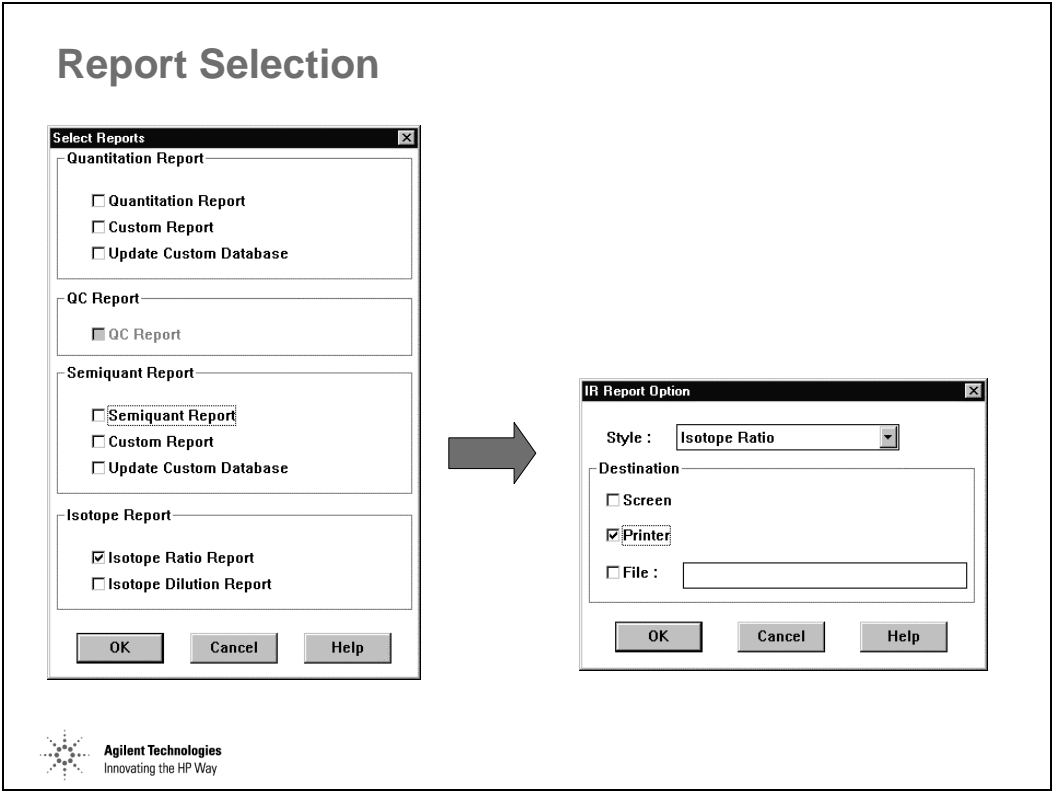 Report Selection
Select Reports
Quantitation Report
Quantitation Report
Custom Report
Update Custom Database
QC Report
QC Report
Semiquant Report
Semiquant Report
Custom Report
Update Custom Database
Isotope Report
Isotope Ratio Report
Isotope Dilution Report
OK Cancel Help
IR Report Option
Style : Isotope Ratio
Destination
Screen
Printer
File :
OK Cancel Help
Agilent Technologies
Innovating the HP Way